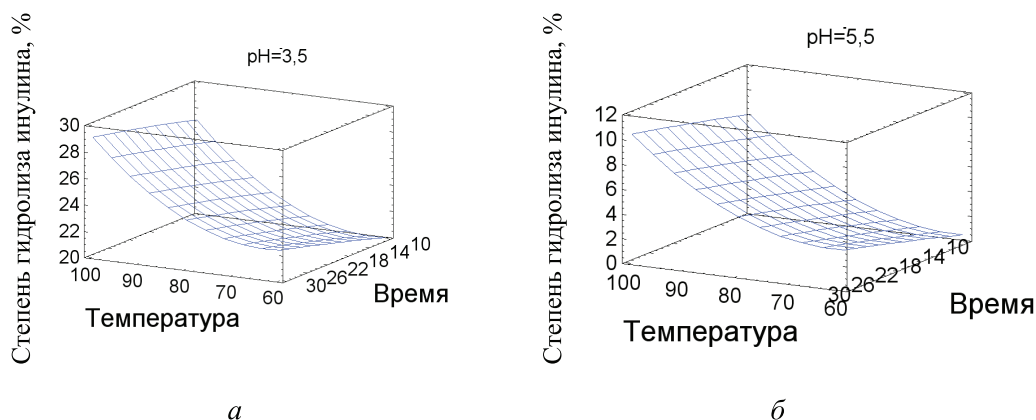 Степень гидролиза инулина, %
pH=3,5
30
28
26
24
22
20
100 90 80 70 60
30 26 22 18 14 10
Температура
Время
а
Степень гидролиза инулина, %
pH=5,5
12
10
8
6
4
2
0
100 90 80 70 60
30 26 22 18 14 10
Температура
Время
б